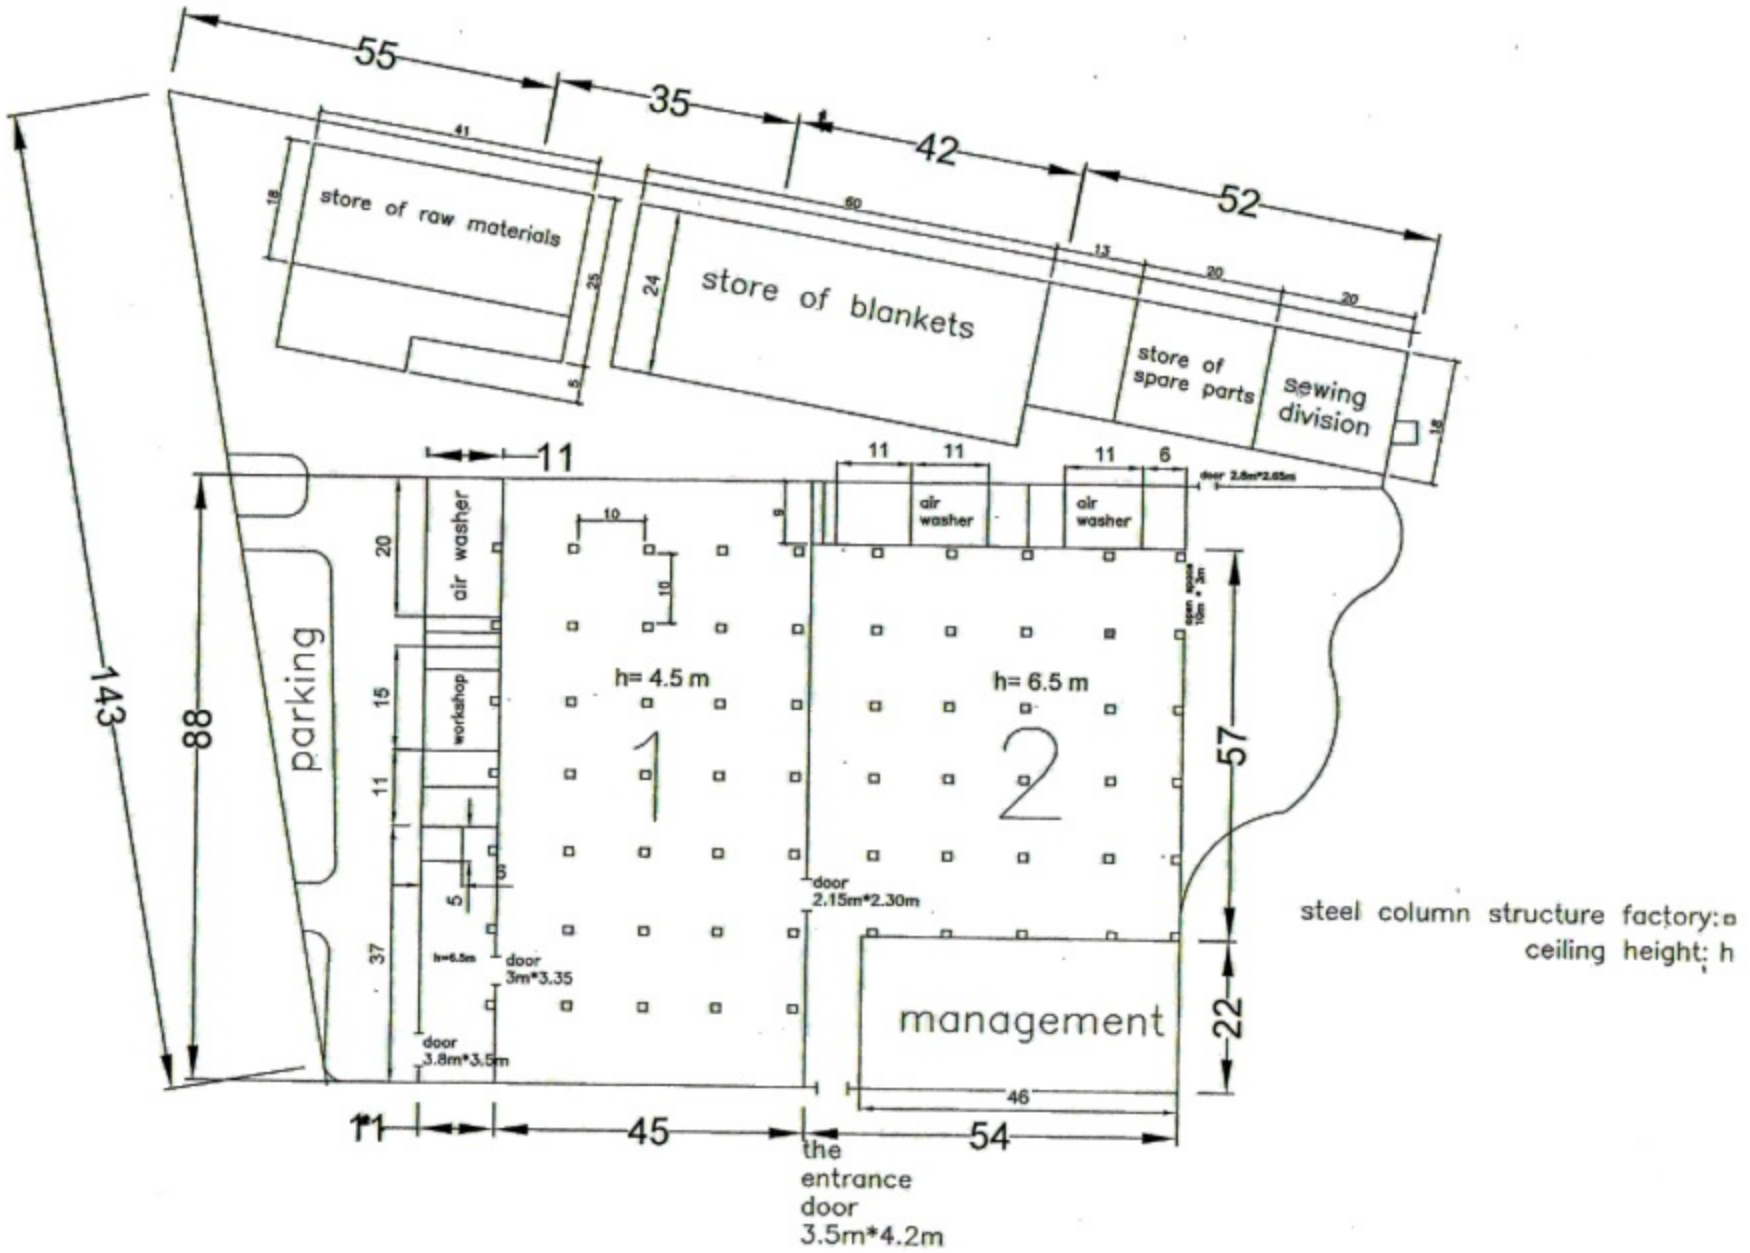 55
35
42
52
41
18
store of raw materials
25
5
60
24
store of blankets
13
20
20
store of
spare parts
sewing
division
18
143
88
11
11
11
11
6
door 2.8m*2.65m
air washer
air
washer
air
washer
9
10
10
20
open space
10m * 3m
parking
h= 4.5 m
h= 6.5 m
15
workshop
1
2
57
11
5
6
door
2.15m*2.30m
steel column structure factory:
ceiling height: h
37
h=6.5m
door
3m*3.35
management
22
door
3.8m*3.5m
46
11
45
54
the
entrance
door
3.5m*4.2m